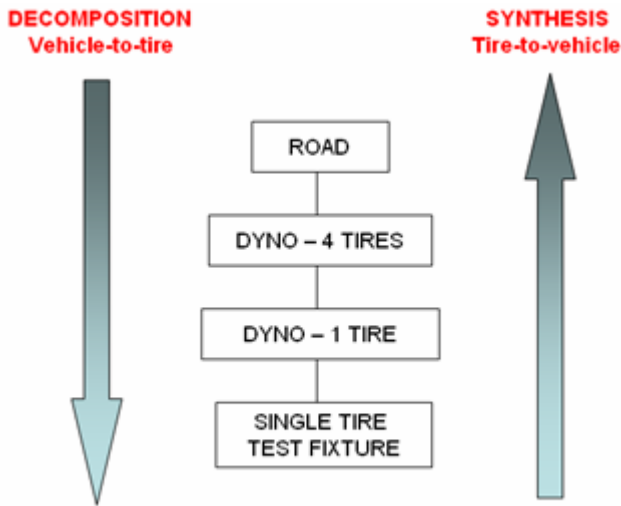 DECOMPOSITION
Vehicle-to-tire
SYNTHESIS
Tire-to-vehicle
ROAD
DYNO – 4 TIRES
DYNO – 1 TIRE
SINGLE TIRE
TEST FIXTURE